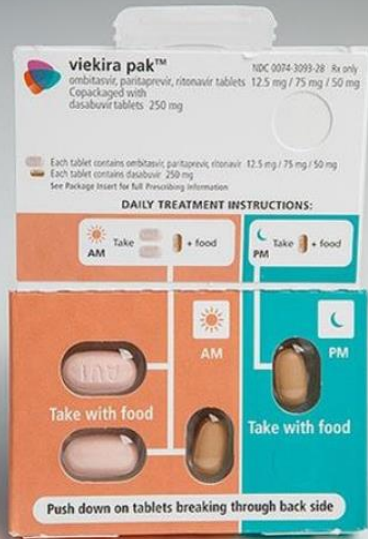 viekira pak™
NDC 0074-3093-28 Rx only
ombitasvir, paritaprevir, ritonavir tablets 12.5 mg / 75 mg / 50 mg
Copackaged with
dasabuvir tablets 250 mg
Each tablet contains ombitasvir, paritaprevir, ritonavir 12.5 mg / 75 mg / 50 mg
Each tablet contains dasabuvir 250 mg
See Package Insert for full Prescribing Information
DAILY TREATMENT INSTRUCTIONS:
AM Take + food
PM Take + food
AM
PM
Take with food
Take with food
Push down on tablets breaking through back side